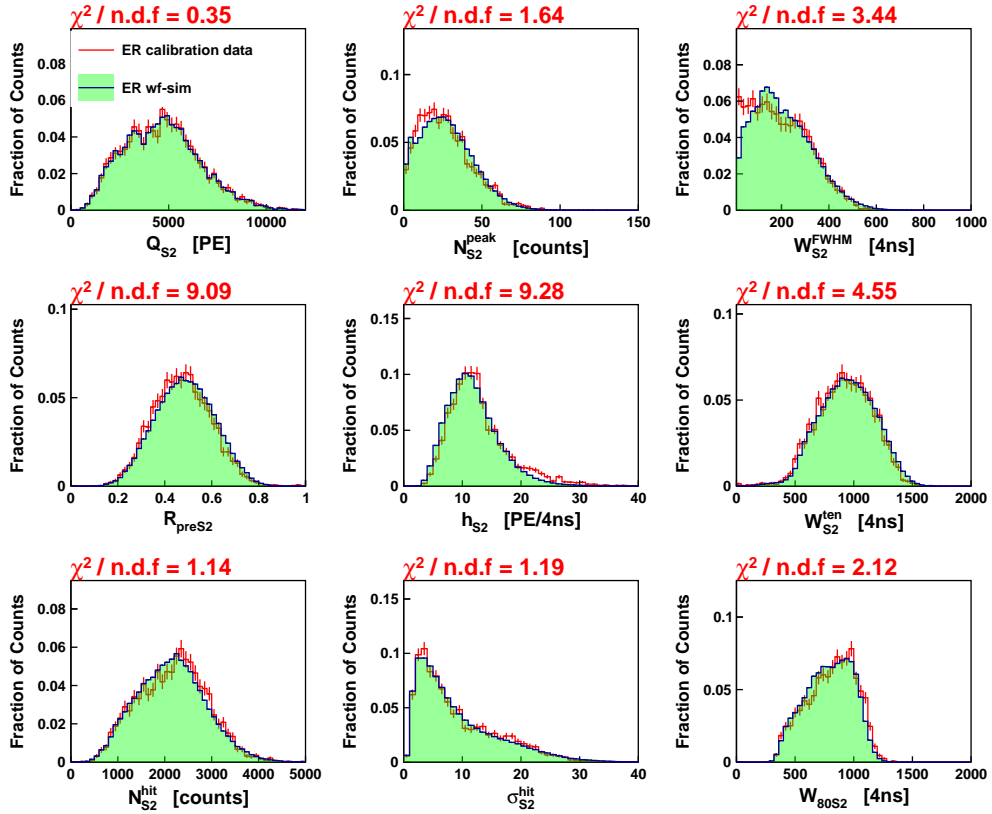 χ² / n.d.f = 0.35
Fraction of Counts
0.08
0.06
0.04
0.02
0
ER calibration data
ER wf-sim
0 5000 10000
Q_S2 [PE]
χ² / n.d.f = 1.64
Fraction of Counts
0.1
0.05
0
0 50 100 150
N_S2^peak [counts]
χ² / n.d.f = 3.44
Fraction of Counts
0.08
0.06
0.04
0.02
0
200 400 600 800 1000
W_S2^FWHM [4ns]
χ² / n.d.f = 9.09
Fraction of Counts
0.1
0.05
0
0 0.2 0.4 0.6 0.8 1
R_preS2
χ² / n.d.f = 9.28
Fraction of Counts
0.15
0.1
0.05
0
0 10 20 30 40
h_S2 [PE/4ns]
χ² / n.d.f = 4.55
Fraction of Counts
0.1
0.05
0
0 500 1000 1500 2000
W_S2^ten [4ns]
χ² / n.d.f = 1.14
Fraction of Counts
0.08
0.06
0.04
0.02
0
0 1000 2000 3000 4000 5000
N_S2^hit [counts]
χ² / n.d.f = 1.19
Fraction of Counts
0.15
0.1
0.05
0
0 10 20 30 40
σ_S2^hit
χ² / n.d.f = 2.12
Fraction of Counts
0.1
0.05
0
0 500 1000 1500 2000
W_80S2 [4ns]